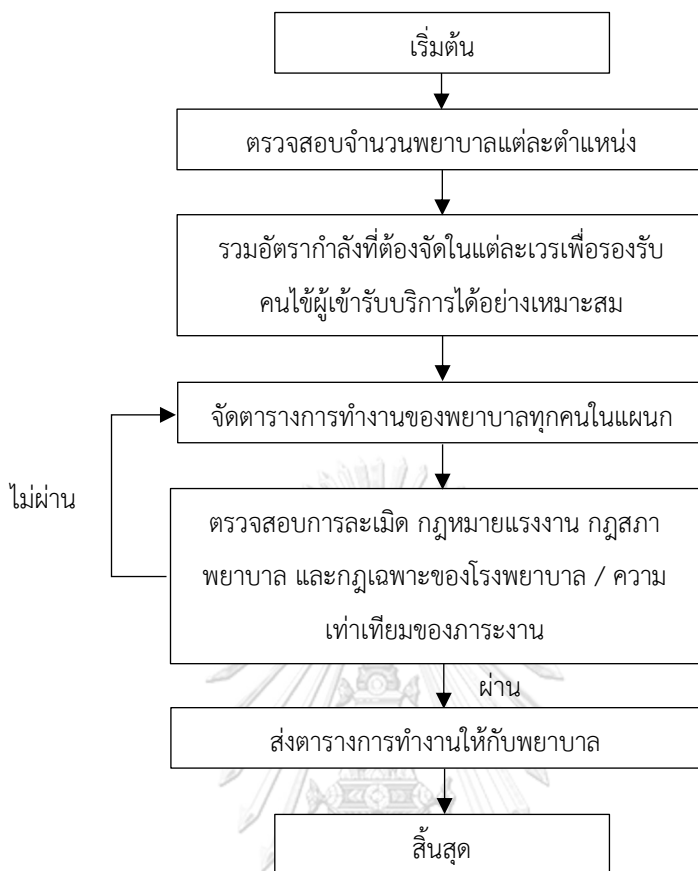 เริ่มต้น
ตรวจสอบจำนวนพยาบาลแต่ละตำแหน่ง
รวมอัตรากำลังที่ต้องจัดในแต่ละเวรเพื่อรองรับ
คนไข้ผู้เข้ารับบริการได้อย่างเหมาะสม
จัดตารางการทำงานของพยาบาลทุกคนในแผนก
ไม่ผ่าน
ตรวจสอบการละเมิด กฎหมายแรงงาน กฎสภา
พยาบาล และกฎเฉพาะของโรงพยาบาล / ความ
เท่าเทียมของภาระงาน
ผ่าน
ส่งตารางการทำงานให้กับพยาบาล
สิ้นสุด